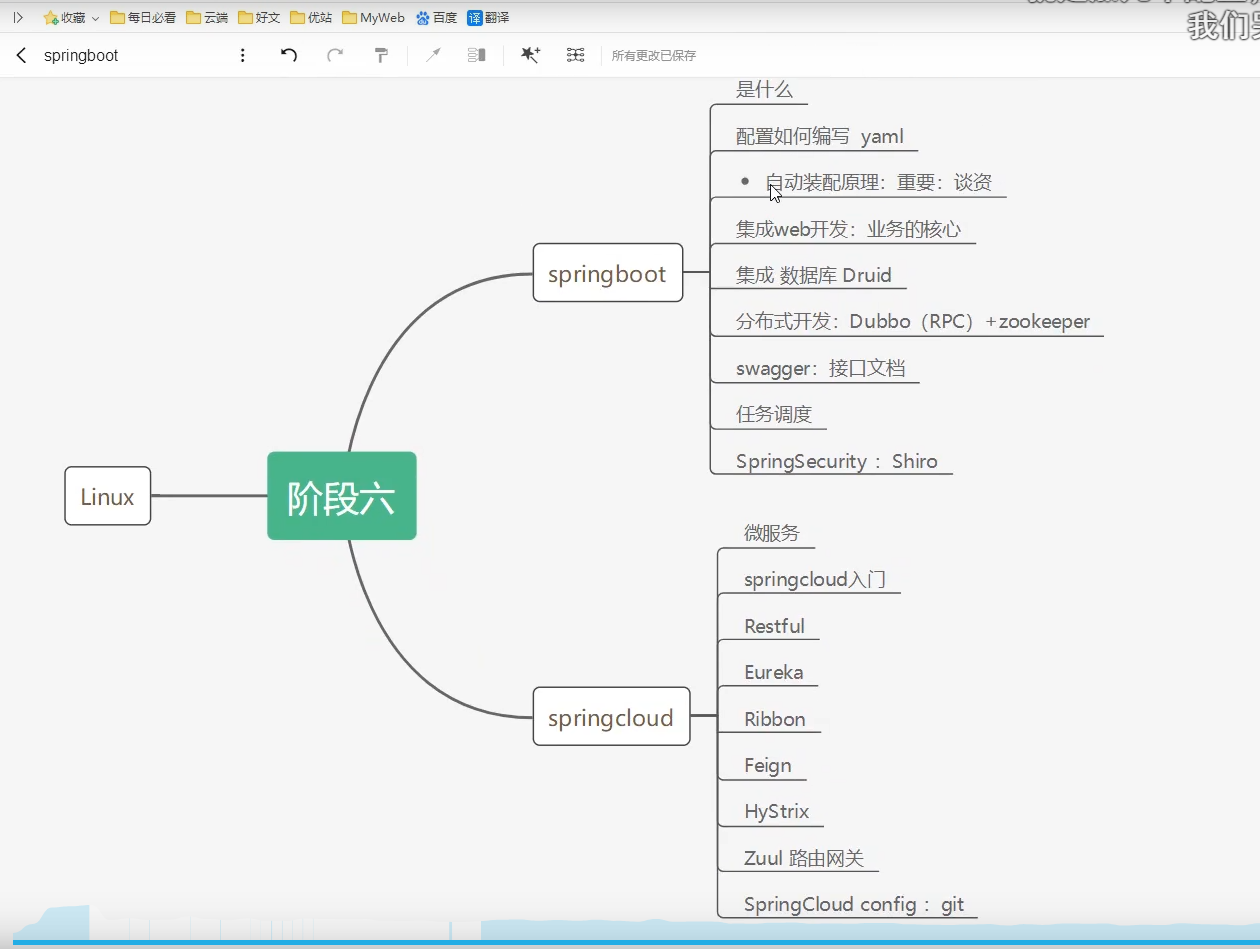 我们
收藏 每日必看 云端 好文 优站 MyWeb 百度 译 翻译
springboot 所有更改已保存
是什么
配置如何编写 yaml
自动装配原理：重要：谈资
集成web开发：业务的核心
集成 数据库 Druid
分布式开发：Dubbo（RPC）+zookeeper
swagger：接口文档
任务调度
SpringSecurity ：Shiro
springboot
Linux
阶段六
springcloud
微服务
springcloud入门
Restful
Eureka
Ribbon
Feign
HyStrix
Zuul 路由网关
SpringCloud config ：git